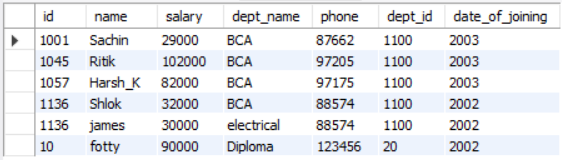 id name salary dept_name phone dept_id date_of_joining
1001 Sachin 29000 BCA 87662 1100 2003
1045 Ritik 102000 BCA 97205 1100 2003
1057 Harsh_K 82000 BCA 97175 1100 2003
1136 Shlok 32000 BCA 88574 1100 2002
1136 james 30000 electrical 88574 1100 2002
10 fotty 90000 Diploma 123456 20 2002